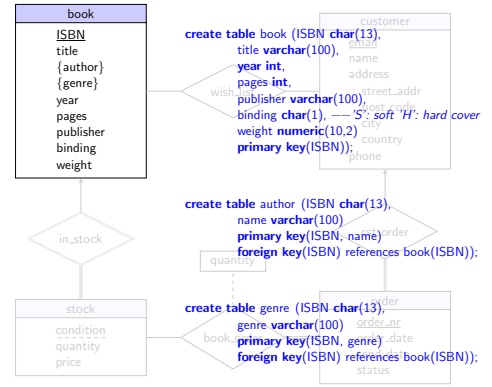 book
ISBN
title
{author}
{genre}
year
pages
publisher
binding
weight
customer
email
name
address
street_addr
city
country
phone
wish_list
create table book (ISBN char(13),
title varchar(100),
year int,
pages int,
publisher varchar(100),
binding char(1), −−'S': soft 'H': hard cover
weight numeric(10,2)
primary key(ISBN));
create table author (ISBN char(13),
name varchar(100)
primary key(ISBN, name)
foreign key(ISBN) references book(ISBN));
in_stock
quantity
create table genre (ISBN char(13),
genre varchar(100)
primary key(ISBN, genre)
foreign key(ISBN) references book(ISBN));
stock
condition
quantity
price
order
order_nr
order_date
status